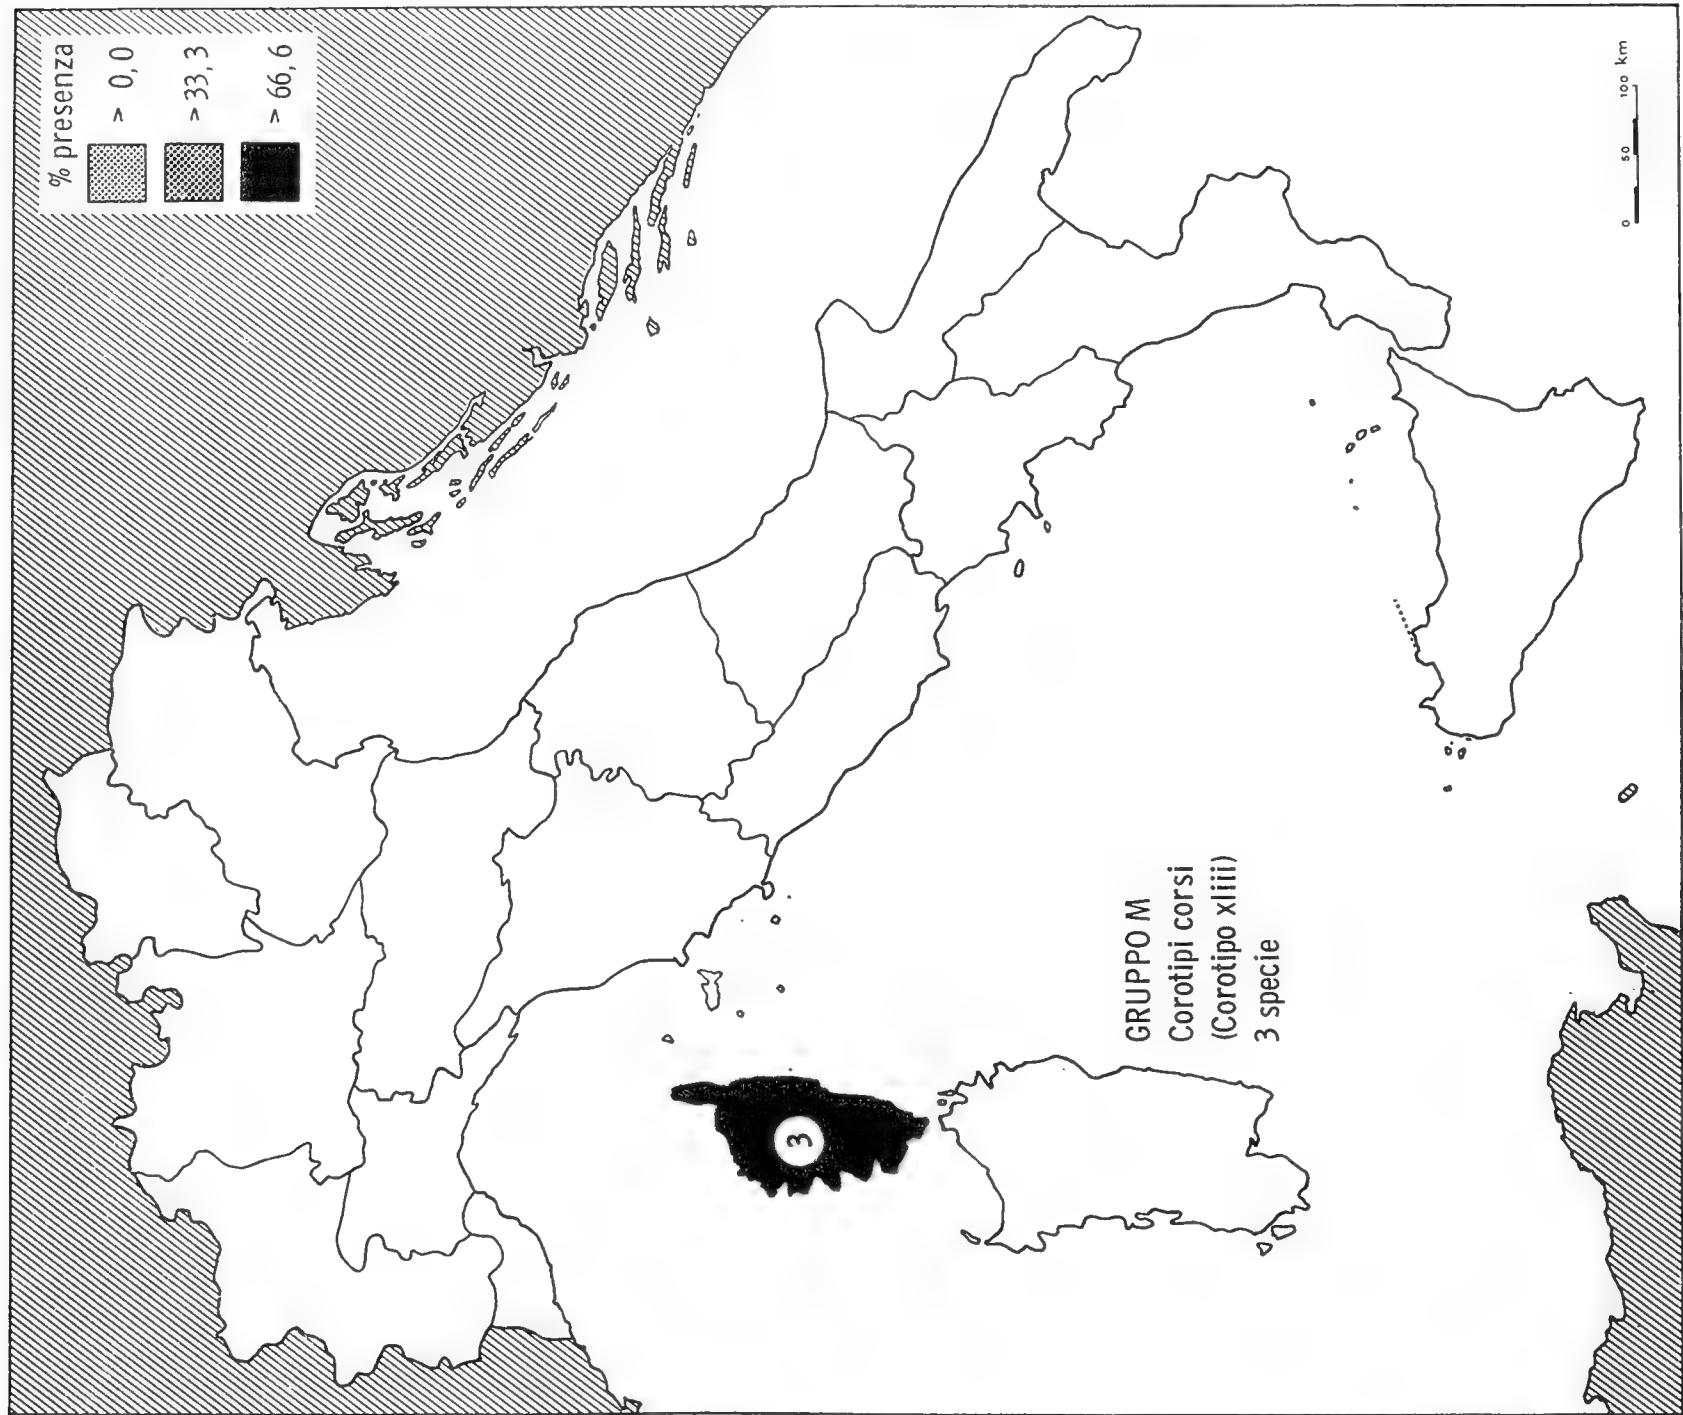 % presenza
> 0,0
> 33,3
> 66,6
0 50 100 km
3
GRUPPO M
Corotipi corsi
(Corotipo xliii)
3 specie